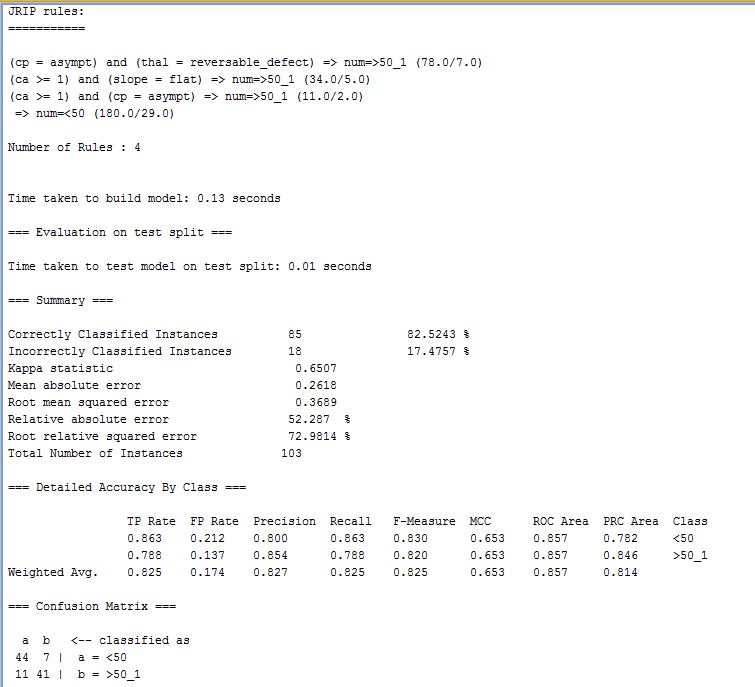 JRIP rules:
===========
(cp = asympt) and (thal = reversable_defect) => num=>50_1 (78.0/7.0)
(ca >= 1) and (slope = flat) => num=>50_1 (34.0/5.0)
(ca >= 1) and (cp = asympt) => num=>50_1 (11.0/2.0)
=> num=<50 (180.0/29.0)
Number of Rules : 4
Time taken to build model: 0.13 seconds
=== Evaluation on test split ===
Time taken to test model on test split: 0.01 seconds
=== Summary ===
Correctly Classified Instances 85 82.5243 %
Incorrectly Classified Instances 18 17.4757 %
Kappa statistic 0.6507
Mean absolute error 0.2618
Root mean squared error 0.3689
Relative absolute error 52.287 %
Root relative squared error 72.9814 %
Total Number of Instances 103
=== Detailed Accuracy By Class ===
TP Rate FP Rate Precision Recall F-Measure MCC ROC Area PRC Area Class
0.863 0.212 0.800 0.863 0.830 0.653 0.857 0.782 <50
0.788 0.137 0.854 0.788 0.820 0.653 0.857 0.846 >50_1
Weighted Avg. 0.825 0.174 0.827 0.825 0.825 0.653 0.857 0.814
=== Confusion Matrix ===
a b <-- classified as
44 7 | a = <50
11 41 | b = >50_1